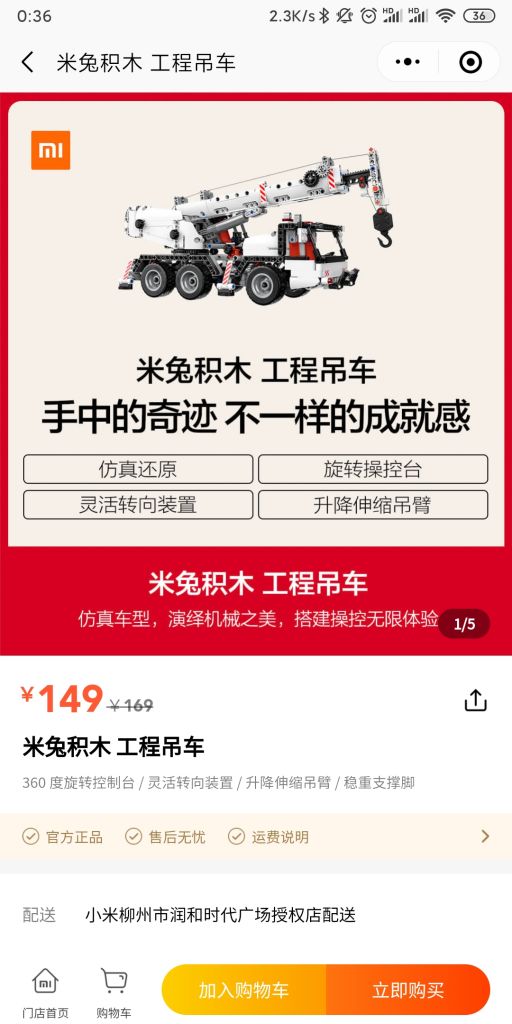 0:36
2.3K/s HD HD 36
米兔积木 工程吊车
mi
米兔积木 工程吊车
手中的奇迹 不一样的成就感
仿真还原
旋转操控台
灵活转向装置
升降伸缩吊臂
米兔积木 工程吊车
仿真车型，演绎机械之美，搭建操控无限体验
1/5
¥149 ¥169
米兔积木 工程吊车
360 度旋转控制台 / 灵活转向装置 / 升降伸缩吊臂 / 稳重支撑脚
官方正品 售后无忧 运费说明
配送 小米柳州市润和时代广场授权店配送
mi
门店首页
购物车
加入购物车
立即购买